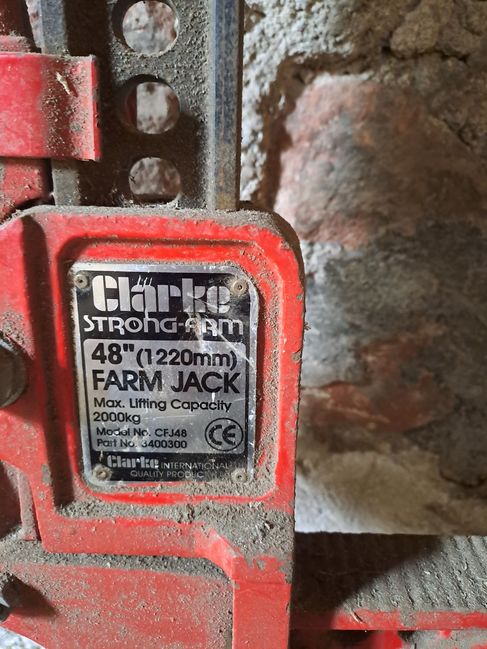 Clarke
STRONG-ARM
48" (1220mm)
FARM JACK
Max. Lifting Capacity
2000kg
Model No. CFJ48
Part No. 3400300
CE
Clarke INTERNATIONAL
QUALITY PRODUCT